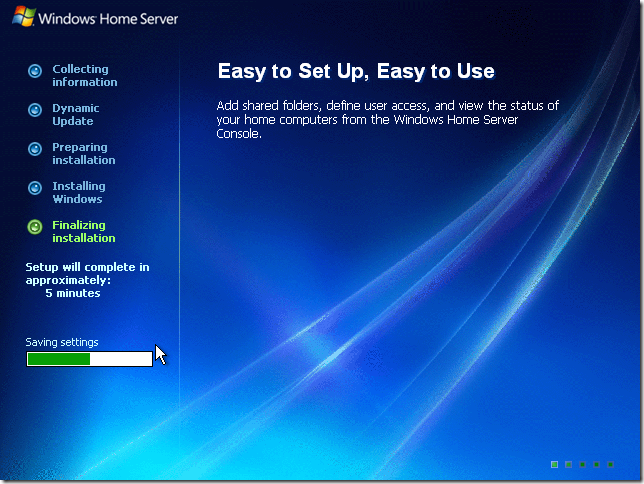 Windows Home Server
Collecting
information
Dynamic
Update
Preparing
installation
Installing
Windows
Finalizing
installation
Setup will complete in
approximately:
5 minutes
Saving settings
Easy to Set Up, Easy to Use
Add shared folders, define user access, and view the status of
your home computers from the Windows Home Server
Console.